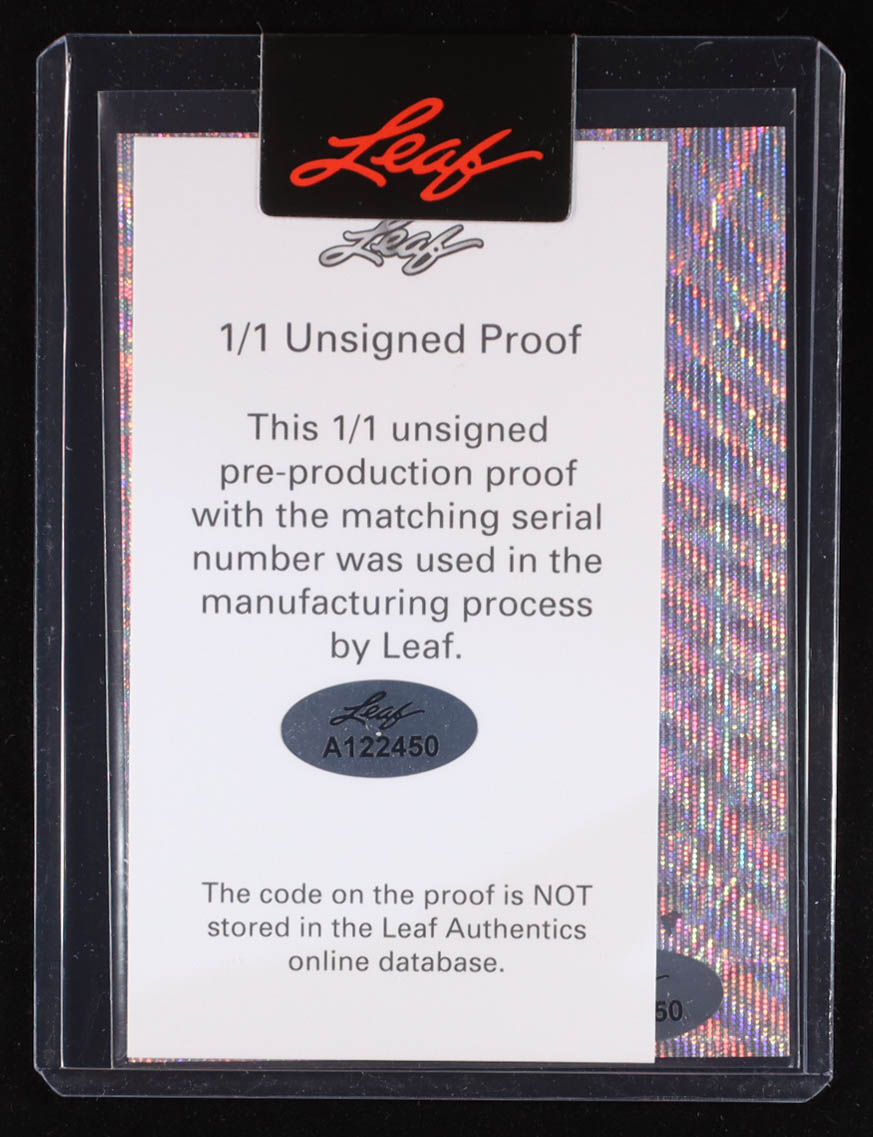 Leaf
Leaf
1/1 Unsigned Proof
This 1/1 unsigned
pre-production proof
with the matching serial
number was used in the
manufacturing process
by Leaf.
Leaf
A122450
The code on the proof is NOT
stored in the Leaf Authentics
online database.
50